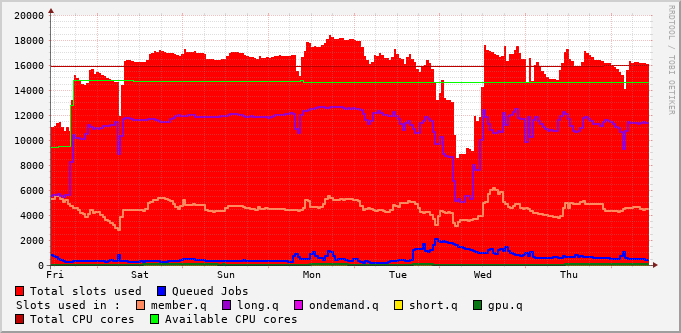 RRDTOOL / TOBI OETIKER
20000
18000
16000
14000
12000
10000
8000
6000
4000
2000
0
Fri Sat Sun Mon Tue Wed Thu
Total slots used Queued Jobs
Slots used in : member.q long.q ondemand.q short.q gpu.q
Total CPU cores Available CPU cores